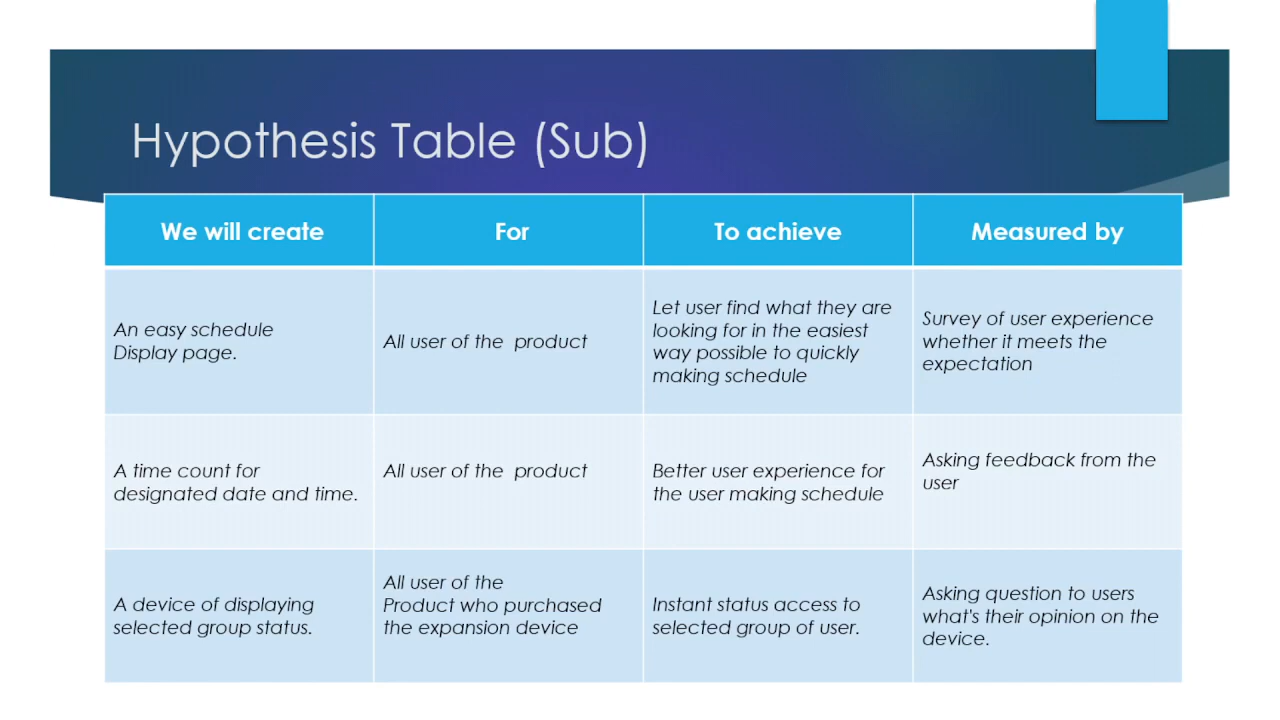 Hypothesis Table (Sub)
We will create
For
To achieve
Measured by
An easy schedule
Display page.
All user of the  product
Let user find what they are
looking for in the easiest
way possible to quickly
making schedule
Survey of user experience
whether it meets the
expectation
A time count for
designated date and time.
All user of the  product
Better user experience for
the user making schedule
Asking feedback from the
user
A device of displaying
selected group status.
All user of the
Product who purchased
the expansion device
Instant status access to
selected group of user.
Asking question to users
what's their opinion on the
device.